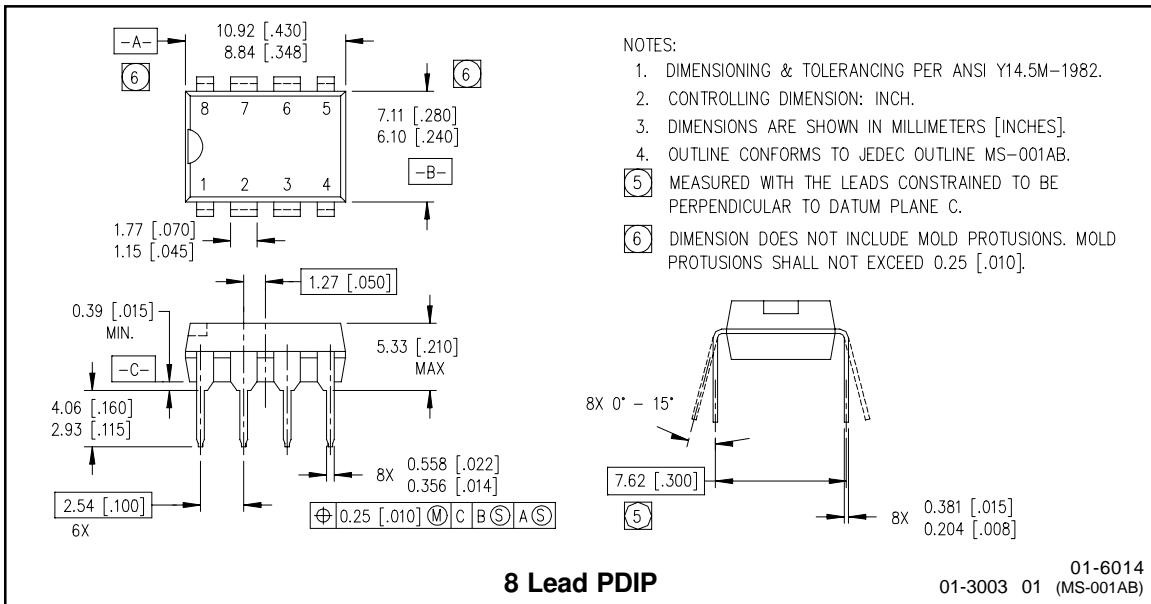 -A-
10.92 [.430]
8.84 [.348]
6
6
8 7 6 5
7.11 [.280]
6.10 [.240]
-B-
1 2 3 4
1.77 [.070]
1.15 [.045]
1.27 [.050]
0.39 [.015]
MIN.
5.33 [.210]
MAX
-C-
4.06 [.160]
2.93 [.115]
8X 0.558 [.022]
0.356 [.014]
2.54 [.100]
6X
⌖ 0.25 [.010] Ⓜ C B Ⓢ A Ⓢ
NOTES:
1. DIMENSIONING & TOLERANCING PER ANSI Y14.5M-1982.
2. CONTROLLING DIMENSION: INCH.
3. DIMENSIONS ARE SHOWN IN MILLIMETERS [INCHES].
4. OUTLINE CONFORMS TO JEDEC OUTLINE MS-001AB.
5 MEASURED WITH THE LEADS CONSTRAINED TO BE
PERPENDICULAR TO DATUM PLANE C.
6 DIMENSION DOES NOT INCLUDE MOLD PROTUSIONS. MOLD
PROTUSIONS SHALL NOT EXCEED 0.25 [.010].
8X 0° - 15°
7.62 [.300]
5
8X 0.381 [.015]
0.204 [.008]
8 Lead PDIP
01-6014
01-3003 01 (MS-001AB)